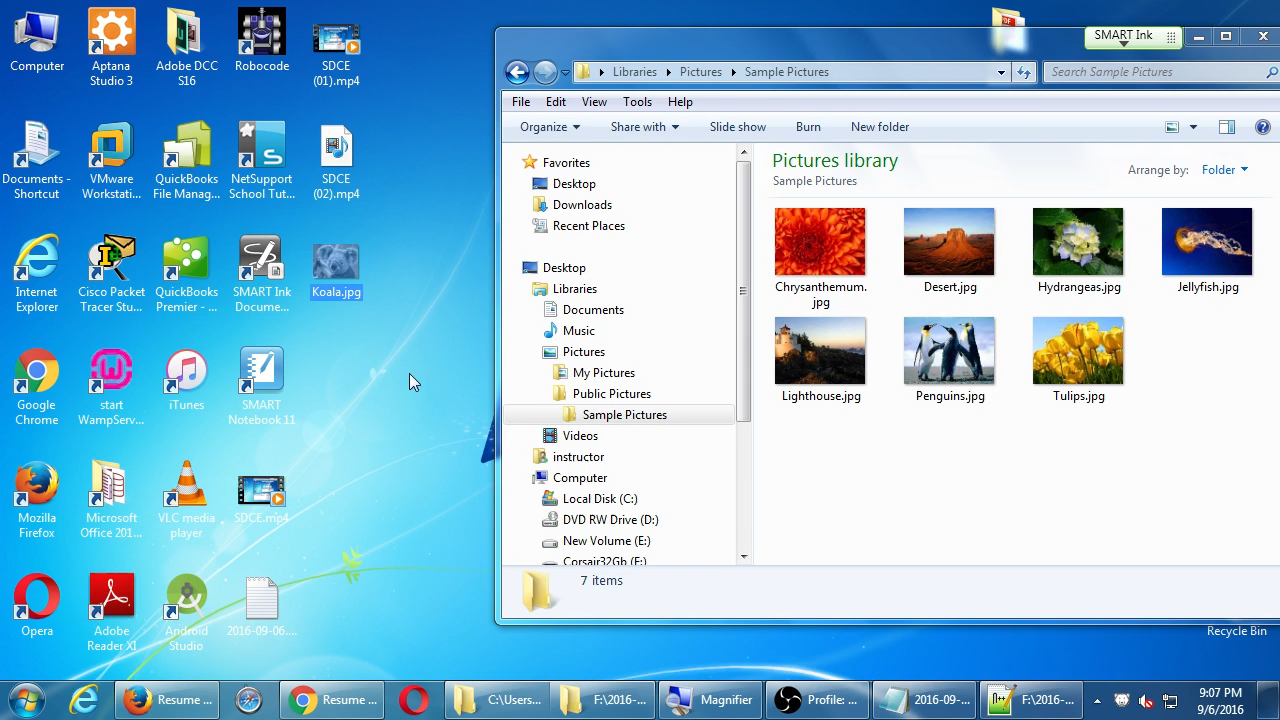 Computer
Aptana
Studio 3
Adobe DCC
S16
Robocode
SDCE
(01).mp4
Documents -
Shortcut
VMware
Workstati...
QuickBooks
File Manag...
NetSupport
School Tut...
SDCE
(02).mp4
Internet
Explorer
Cisco Packet
Tracer Stu...
QuickBooks
Premier - ...
SMART Ink
Docume...
Koala.jpg
Google
Chrome
start
WampServ...
iTunes
SMART
Notebook 11
Mozilla
Firefox
Microsoft
Office 201...
VLC media
player
SDCE.mp4
Opera
Adobe
Reader XI
Android
Studio
2016-09-06....
PDF
SMART Ink
Libraries
Pictures
Sample Pictures
Search Sample Pictures
File Edit View Tools Help
Organize Share with Slide show Burn New folder
Favorites
Desktop
Downloads
Recent Places
Desktop
Libraries
Documents
Music
Pictures
My Pictures
Public Pictures
Sample Pictures
Videos
instructor
Computer
Local Disk (C:)
DVD RW Drive (D:)
New Volume (E:)
Corsair32Gb (F:)
Pictures library
Sample Pictures
Arrange by: Folder
Chrysanthemum.
jpg
Desert.jpg
Hydrangeas.jpg
Jellyfish.jpg
Lighthouse.jpg
Penguins.jpg
Tulips.jpg
7 items
Recycle Bin
Resume ...
Resume ...
C:\Users...
F:\2016-...
Magnifier
Profile: ...
2016-09-...
F:\2016-...
9:07 PM
9/6/2016